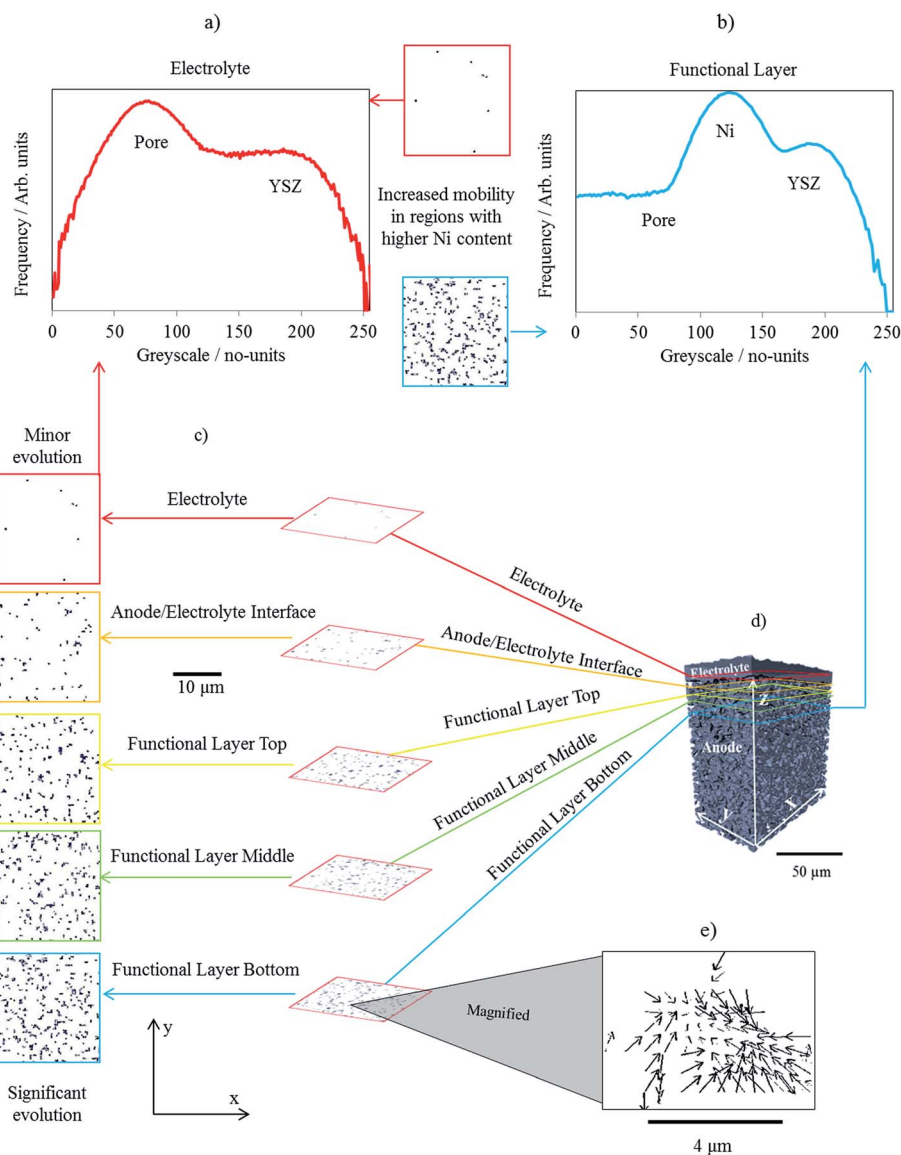 a)
b)
Electrolyte
Functional Layer
Frequency / Arb. units
Pore
YSZ
0 50 100 150 200 250
Greyscale / no-units
Increased mobility
in regions with
higher Ni content
Frequency / Arb. units
Ni
YSZ
Pore
0 50 100 150 200 250
Greyscale / no-units
c)
Minor
evolution
Electrolyte
Electrolyte
Anode/Electrolyte Interface
10 μm
Anode/Electrolyte Interface
d)
Electrolyte
Z
Anode
y
x
50 μm
Functional Layer Top
Functional Layer Top
Functional Layer Middle
Functional Layer Middle
Functional Layer Bottom
Functional Layer Bottom
e)
Magnified
4 μm
y
x
Significant
evolution